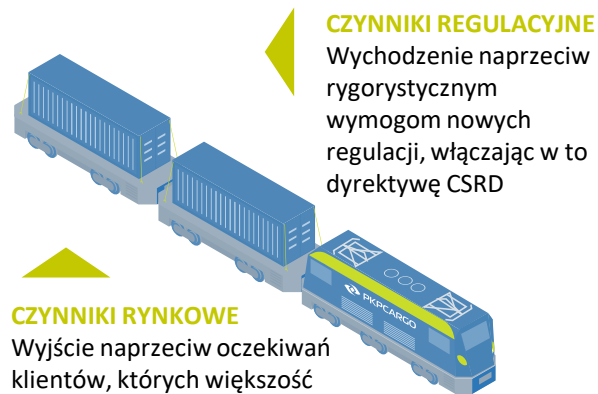 CZYNNIKI REGULACYJNE
Wychodzenie naprzeciw
rygorystycznym
wymogom nowych
regulacji, włączając w to
dyrektywę CSRD
PKPCARGO
CZYNNIKI RYNKOWE
Wyjście naprzeciw oczekiwań
klientów, których większość